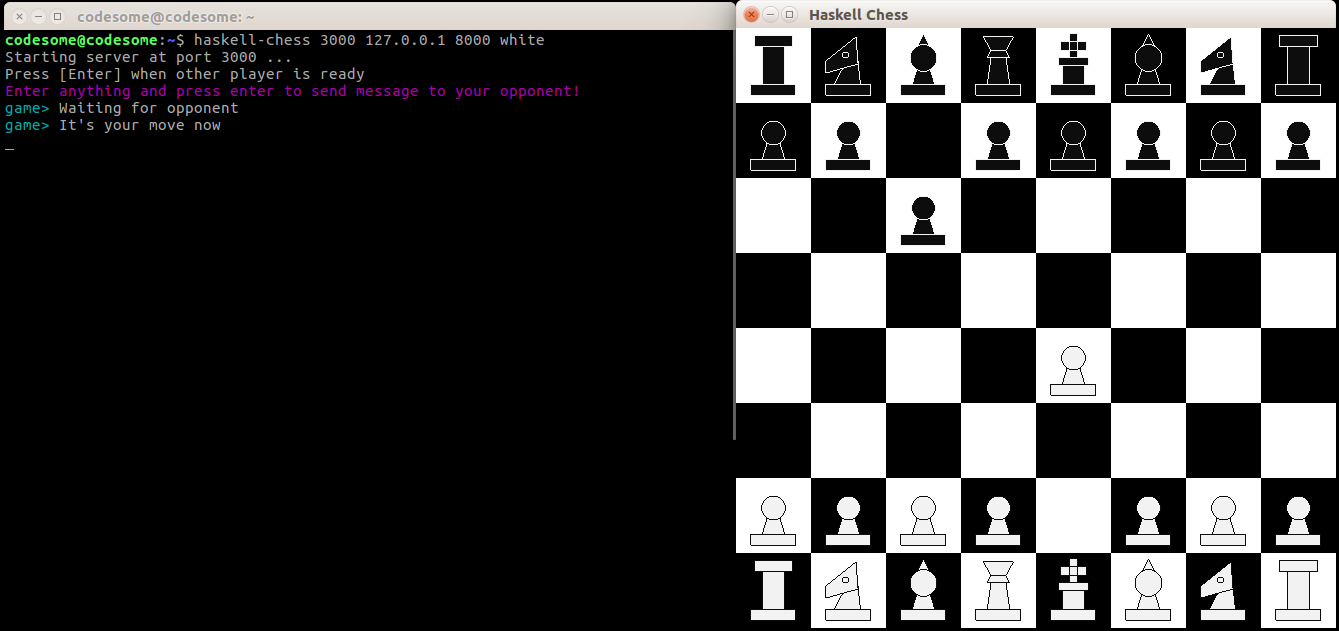 codesome@codesome: ~
codesome@codesome:~$ haskell-chess 3000 127.0.0.1 8000 white
Starting server at port 3000 ...
Press [Enter] when other player is ready
Enter anything and press enter to send message to your opponent!
game> Waiting for opponent
game> It's your move now
Haskell Chess